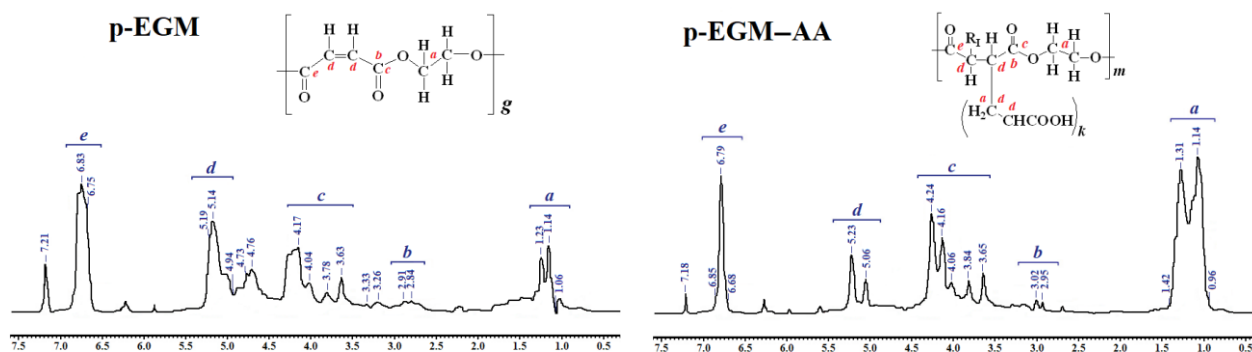 p-EGM
p-EGM–AA
H H O b O H a H O g
e d d c C O H H O
H R₁ H O c O H a H O m
e C d H d C b O H H O
a d d
(H₂C CHCOOH)k
e d c b a
7.21 6.83 6.75 5.19 5.14 4.94 4.73 4.76 4.17 4.04 3.78 3.63 3.33 3.26 2.91 2.84 1.23 1.14 1.06
7.5 7.0 6.5 6.0 5.5 5.0 4.5 4.0 3.5 3.0 2.5 2.0 1.5 1.0 0.5
e d c b a
7.18 6.85 6.79 6.68 5.23 5.06 4.24 4.16 4.06 3.84 3.65 3.02 2.95 1.42 1.31 1.14 0.96
7.5 7.0 6.5 6.0 5.5 5.0 4.5 4.0 3.5 3.0 2.5 2.0 1.5 1.0 0.5